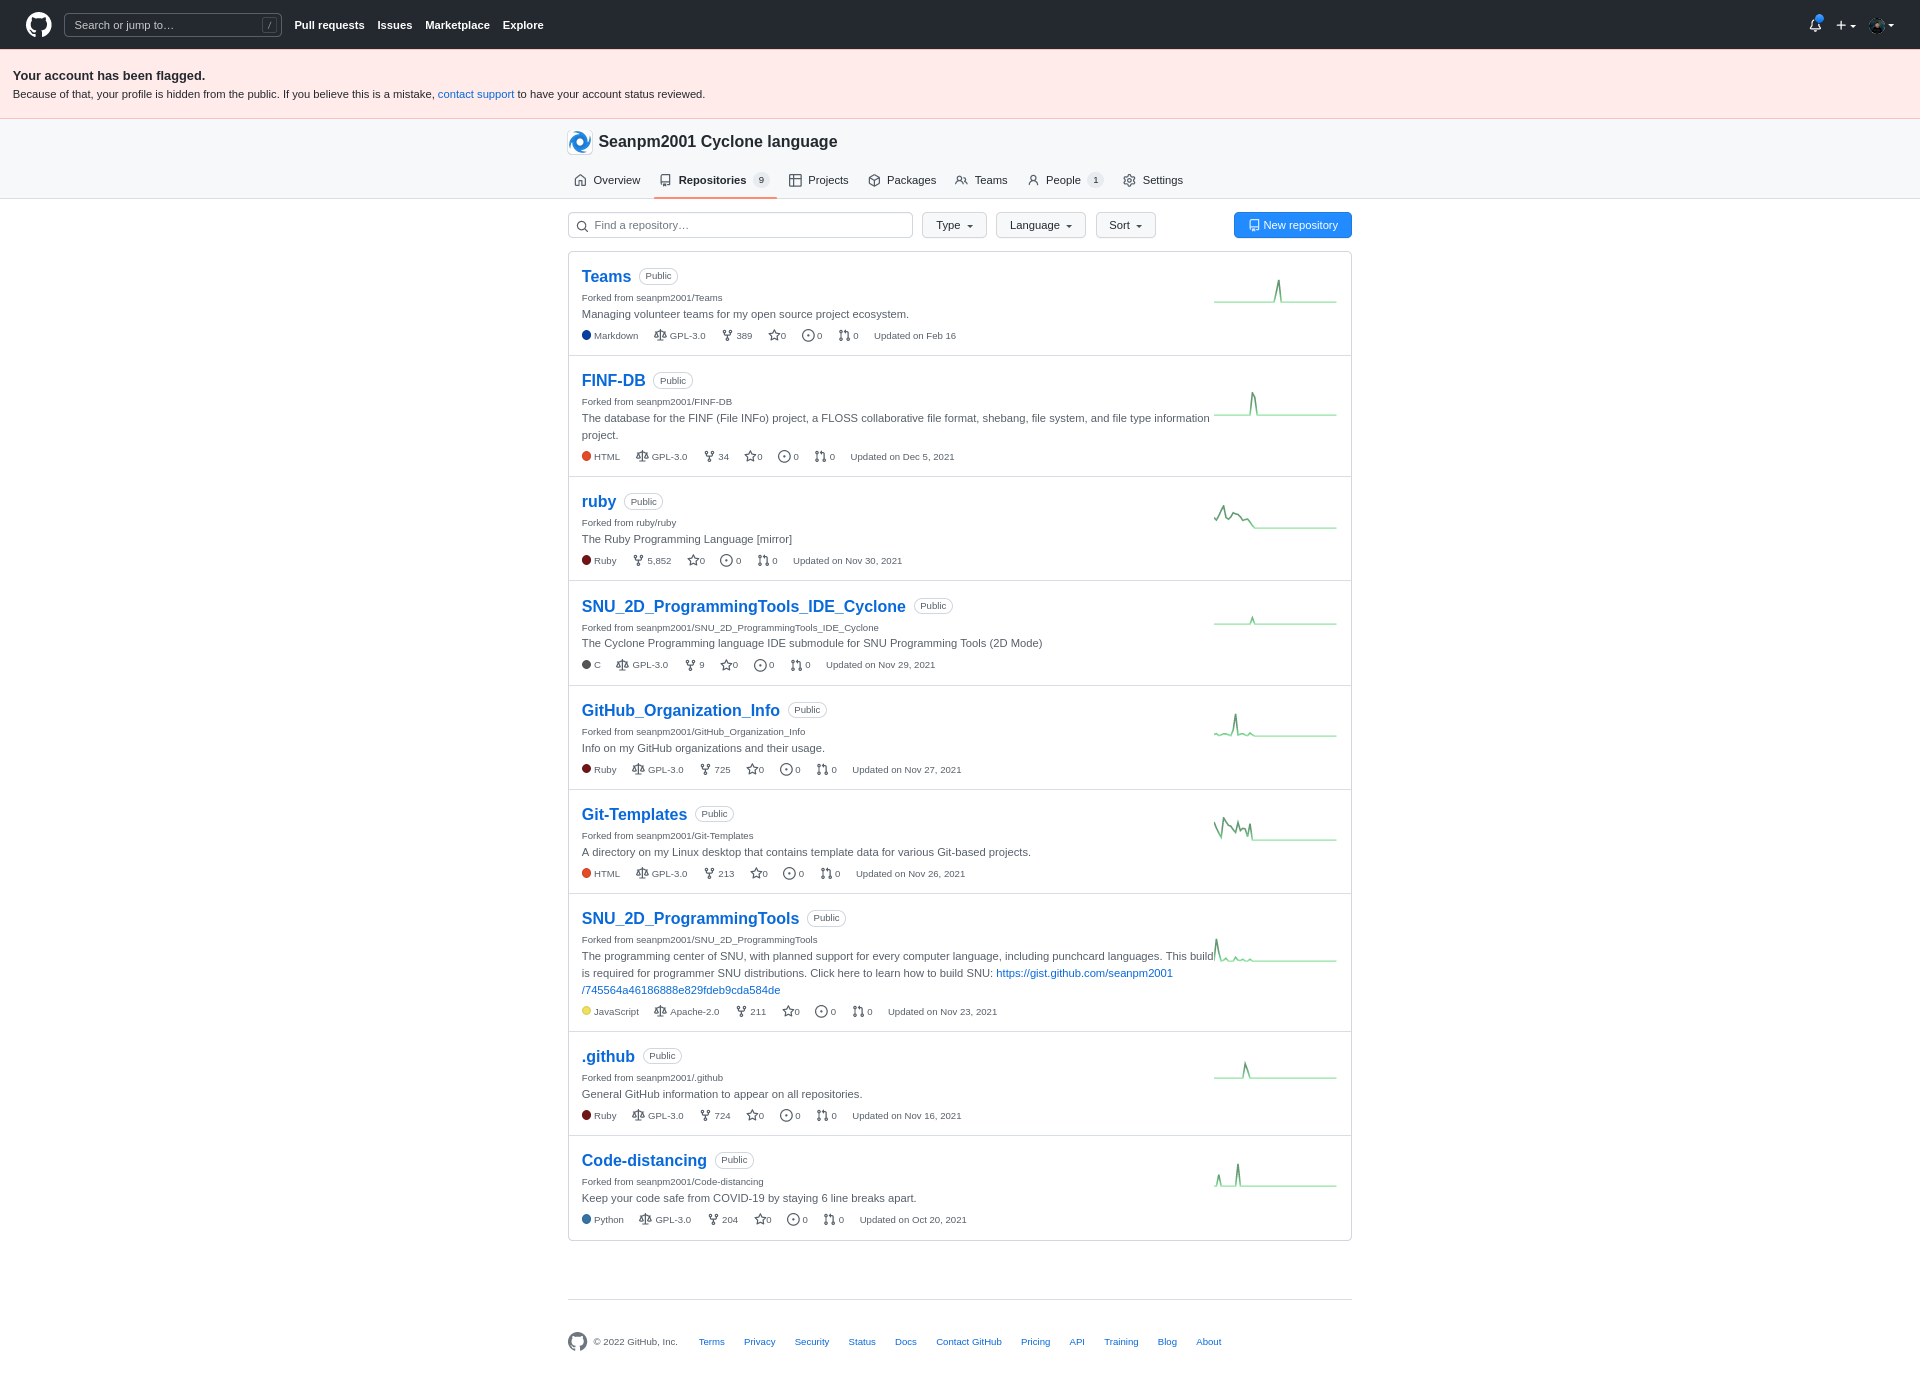 Search or jump to… /
Pull requests Issues Marketplace Explore
Your account has been flagged.
Because of that, your profile is hidden from the public. If you believe this is a mistake, contact support to have your account status reviewed.
Seanpm2001 Cyclone language
Overview Repositories 9 Projects Packages Teams People 1 Settings
Find a repository… Type Language Sort New repository
Teams Public
Forked from seanpm2001/Teams
Managing volunteer teams for my open source project ecosystem.
Markdown GPL-3.0 389 0 0 0 Updated on Feb 16
FINF-DB Public
Forked from seanpm2001/FINF-DB
The database for the FINF (File INFo) project, a FLOSS collaborative file format, shebang, file system, and file type information
project.
HTML GPL-3.0 34 0 0 0 Updated on Dec 5, 2021
ruby Public
Forked from ruby/ruby
The Ruby Programming Language [mirror]
Ruby 5,852 0 0 0 Updated on Nov 30, 2021
SNU_2D_ProgrammingTools_IDE_Cyclone Public
Forked from seanpm2001/SNU_2D_ProgrammingTools_IDE_Cyclone
The Cyclone Programming language IDE submodule for SNU Programming Tools (2D Mode)
C GPL-3.0 9 0 0 0 Updated on Nov 29, 2021
GitHub_Organization_Info Public
Forked from seanpm2001/GitHub_Organization_Info
Info on my GitHub organizations and their usage.
Ruby GPL-3.0 725 0 0 0 Updated on Nov 27, 2021
Git-Templates Public
Forked from seanpm2001/Git-Templates
A directory on my Linux desktop that contains template data for various Git-based projects.
HTML GPL-3.0 213 0 0 0 Updated on Nov 26, 2021
SNU_2D_ProgrammingTools Public
Forked from seanpm2001/SNU_2D_ProgrammingTools
The programming center of SNU, with planned support for every computer language, including punchcard languages. This build
is required for programmer SNU distributions. Click here to learn how to build SNU: https://gist.github.com/seanpm2001
/745564a46186888e829fdeb9cda584de
JavaScript Apache-2.0 211 0 0 0 Updated on Nov 23, 2021
.github Public
Forked from seanpm2001/.github
General GitHub information to appear on all repositories.
Ruby GPL-3.0 724 0 0 0 Updated on Nov 16, 2021
Code-distancing Public
Forked from seanpm2001/Code-distancing
Keep your code safe from COVID-19 by staying 6 line breaks apart.
Python GPL-3.0 204 0 0 0 Updated on Oct 20, 2021
© 2022 GitHub, Inc. Terms Privacy Security Status Docs Contact GitHub Pricing API Training Blog About